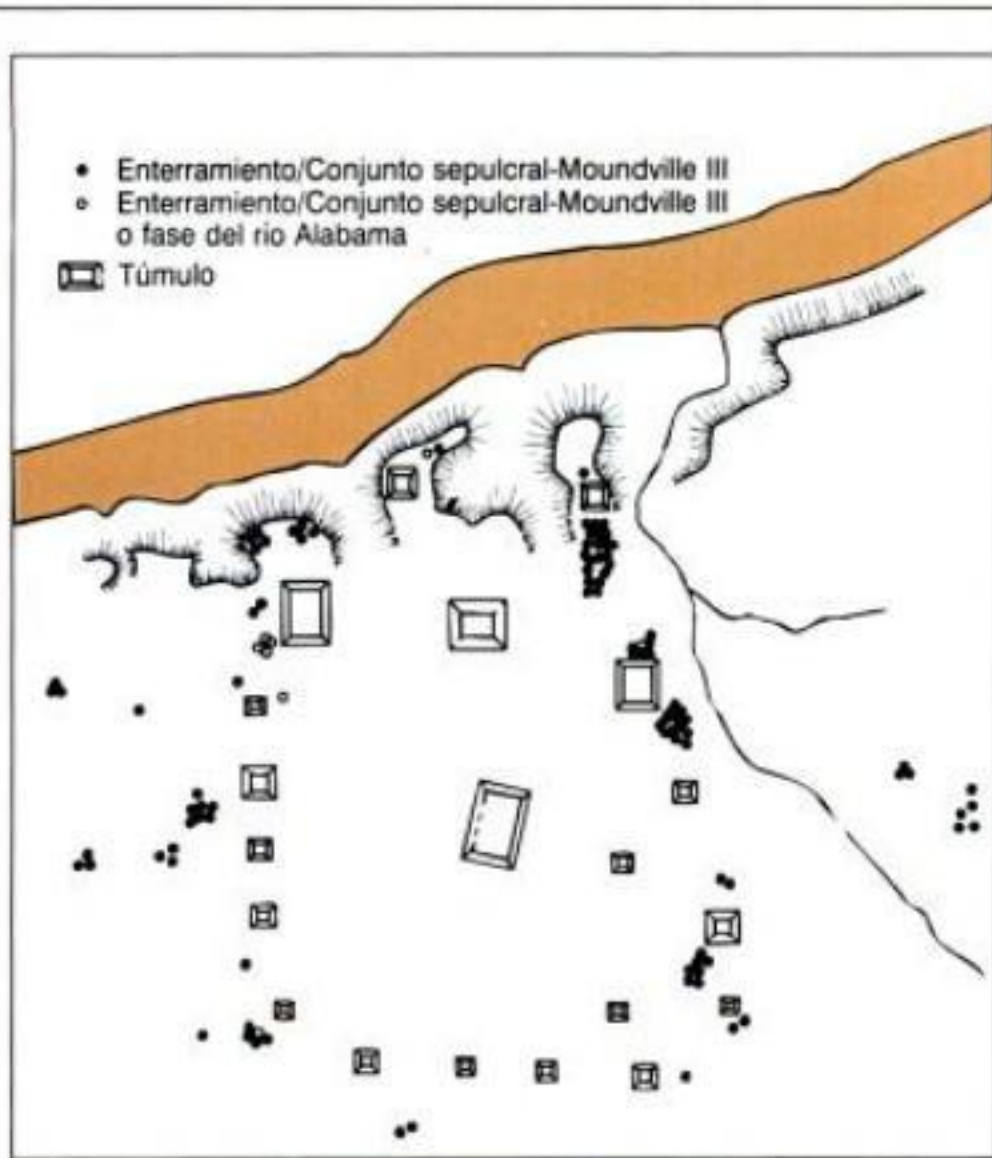 Enterramiento/Conjunto sepulcral-Moundville III
Enterramiento/Conjunto sepulcral-Moundville III
o fase del rio Alabama
Túmulo